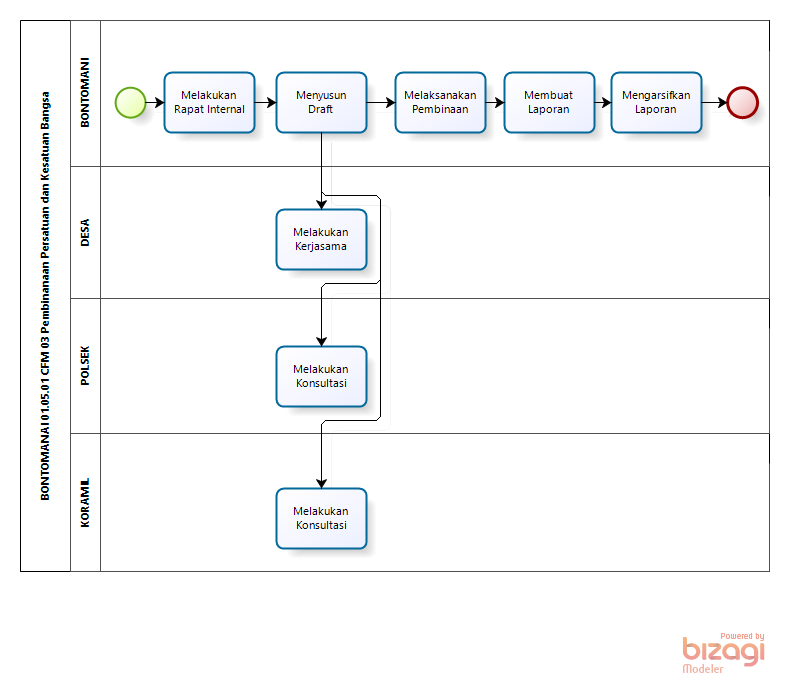 BONTOMANAI 01.05.01 CFM 03 Pembinanaan Persatuan dan Kesatuan Bangsa
BONTOMANI
Melakukan
Rapat Internal
Menyusun
Draft
Melaksanakan
Pembinaan
Membuat
Laporan
Mengarsifkan
Laporan
DESA
Melakukan
Kerjasama
POLSEK
Melakukan
Konsultasi
KORAMIL
Melakukan
Konsultasi
Powered by
bizagi
Modeler